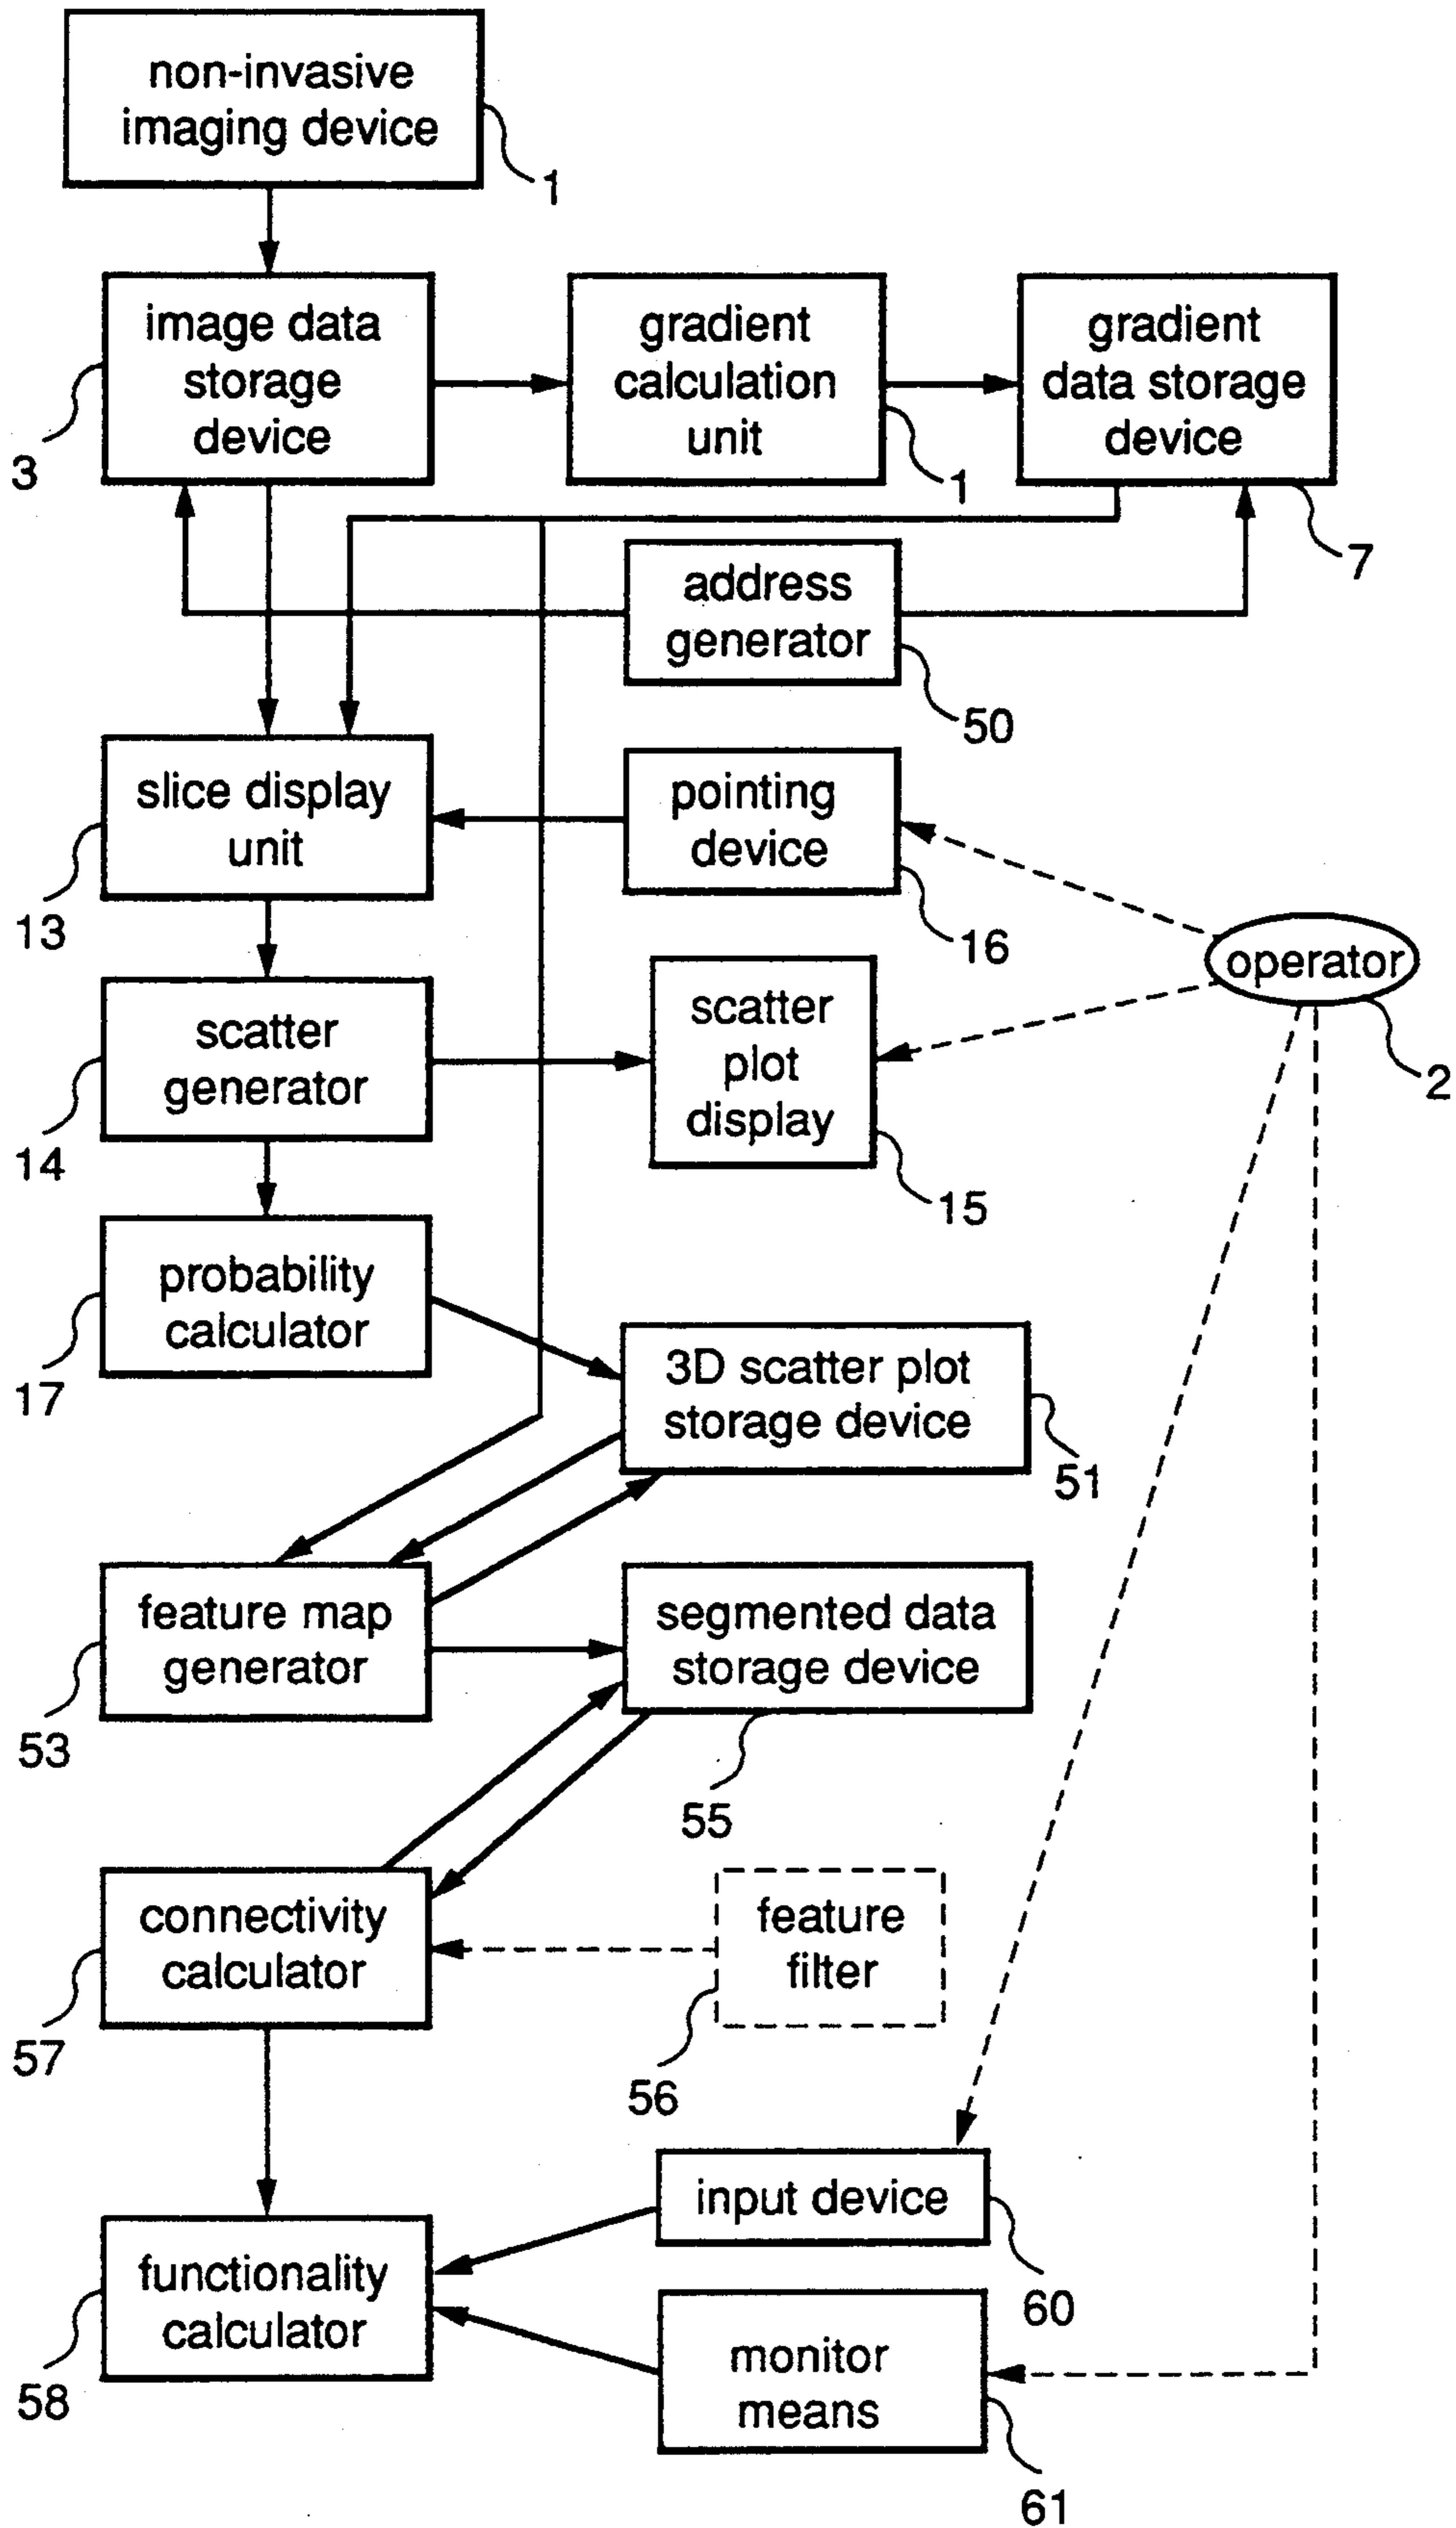 non-invasive
imaging device
1
image data
storage
device
3
gradient
calculation
unit
1
gradient
data storage
device
7
address
generator
50
slice display
unit
13
pointing
device
16
operator
2
scatter
generator
14
scatter
plot
display
15
probability
calculator
17
3D scatter plot
storage device
51
feature map
generator
53
segmented data
storage device
55
connectivity
calculator
57
feature
filter
56
input device
60
functionality
calculator
58
monitor
means
61